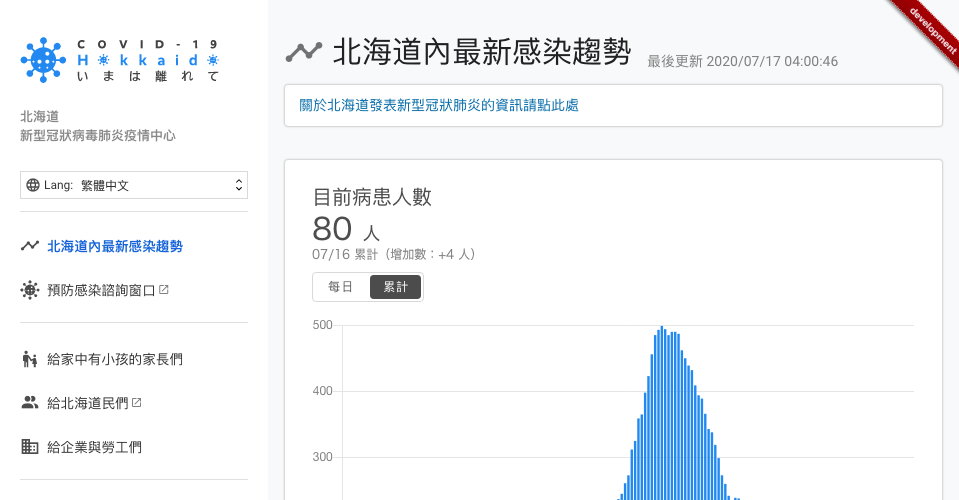 COVID-19
Hokkaido
いまは離れて
北海道
新型冠狀病毒肺炎疫情中心
Lang: 繁體中文
北海道內最新感染趨勢
預防感染諮詢窗口
給家中有小孩的家長們
給北海道民們
給企業與勞工們
development
北海道內最新感染趨勢 最後更新 2020/07/17 04:00:46
關於北海道發表新型冠狀肺炎的資訊請點此處
目前病患人數
80 人
07/16 累計（增加數：+4 人）
每日 累計
500
400
300